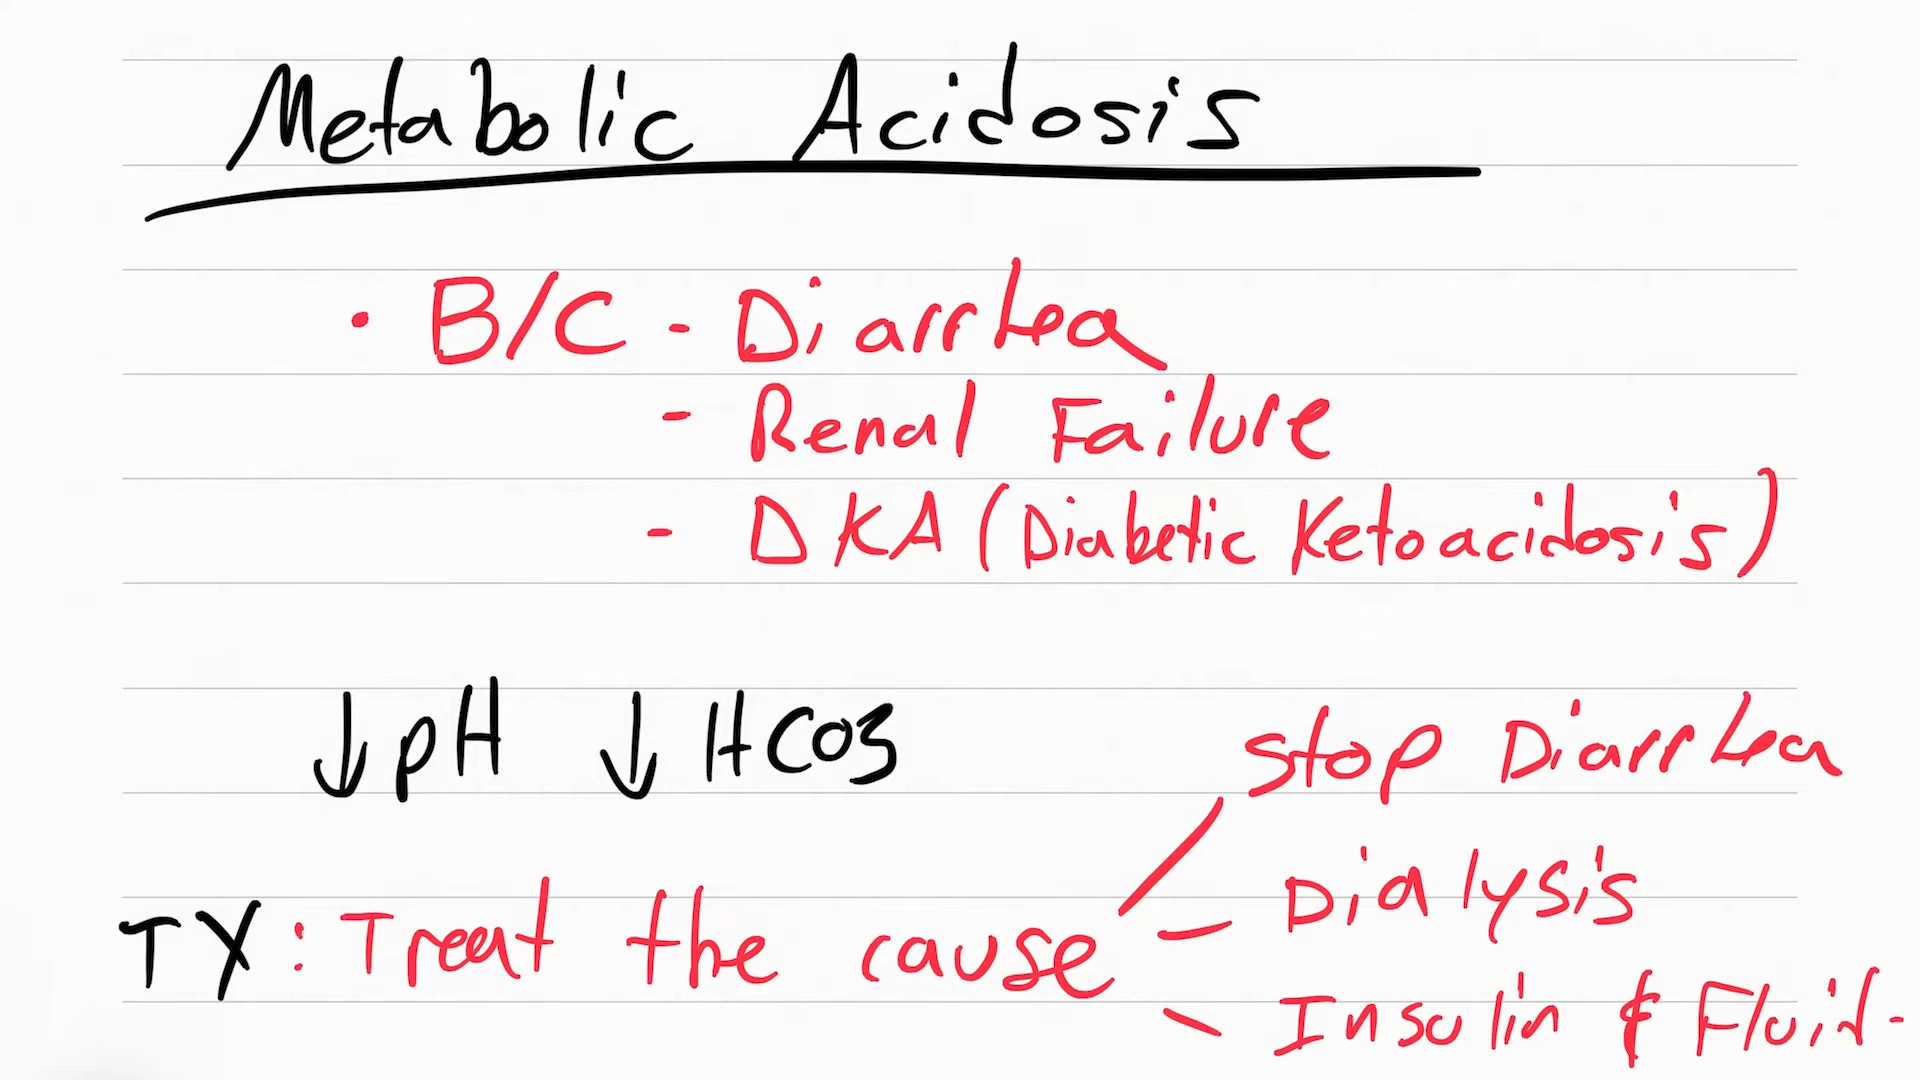 Metabolic Acidosis
• B/C - Diarrhea
- Renal Failure
- DKA (Diabetic Ketoacidosis)
↓ pH ↓ HCO3
Stop Diarrhea
TX: Treat the cause - Dialysis
- Insulin & Fluid-